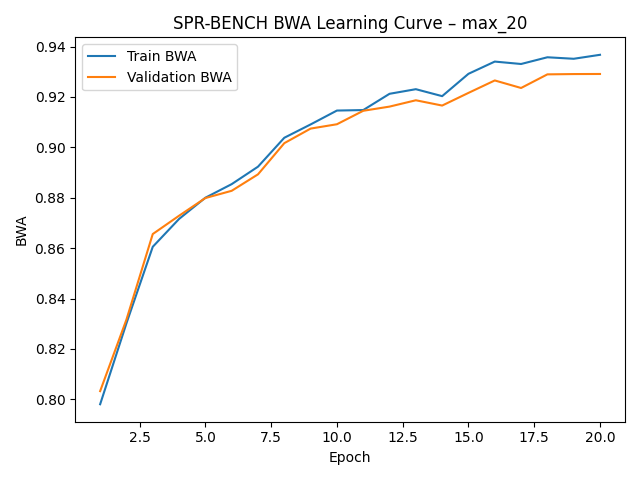 SPR-BENCH BWA Learning Curve – max_20
Train BWA
Validation BWA
BWA
0.94
0.92
0.90
0.88
0.86
0.84
0.82
0.80
2.5 5.0 7.5 10.0 12.5 15.0 17.5 20.0
Epoch